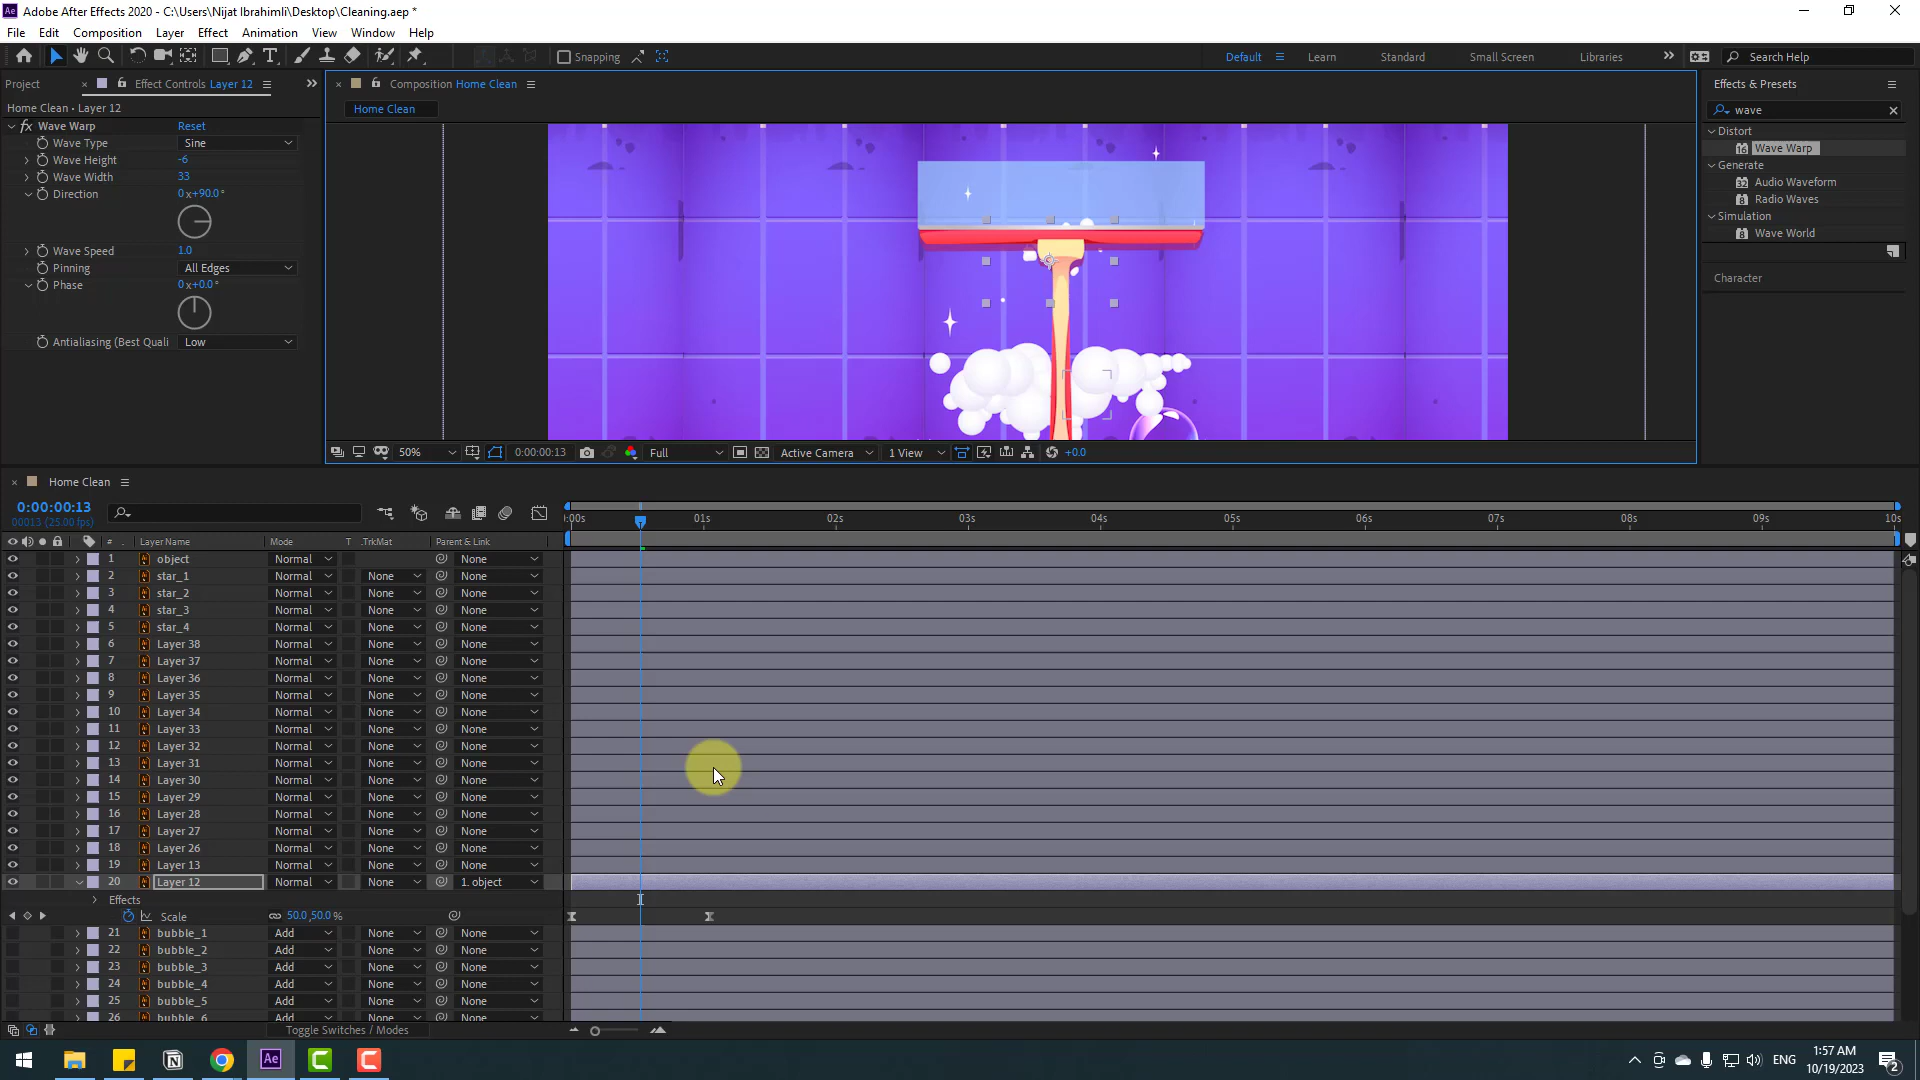 Adobe After Effects 2020 - C:\Users\Nijat Ibrahimli\Desktop\Cleaning.aep *
File Edit Composition Layer Effect Animation View Window Help
Snapping
Default Learn Standard Small Screen Libraries Search Help
Project Effect Controls Layer 12
Composition Home Clean
Effects & Presets
Home Clean • Layer 12
Home Clean
wave
fx Wave Warp Reset
Wave Type Sine
Wave Height -6
Wave Width 33
Direction 0x+90.0°
Wave Speed 1.0
Pinning All Edges
Phase 0x+0.0°
Antialiasing (Best Quali Low
Distort
Wave Warp
Generate
Audio Waveform
Radio Waves
Simulation
Wave World
Character
50% 0:00:00:13 Full Active Camera 1 View +0.0
Home Clean
0:00:00:13
00013 (25.00 fps)
:00s 01s 02s 03s 04s 05s 06s 07s 08s 09s 10s
# Layer Name Mode T .TrkMat Parent & Link
1 object Normal None
2 star_1 Normal None None
3 star_2 Normal None None
4 star_3 Normal None None
5 star_4 Normal None None
6 Layer 38 Normal None None
7 Layer 37 Normal None None
8 Layer 36 Normal None None
9 Layer 35 Normal None None
10 Layer 34 Normal None None
11 Layer 33 Normal None None
12 Layer 32 Normal None None
13 Layer 31 Normal None None
14 Layer 30 Normal None None
15 Layer 29 Normal None None
16 Layer 28 Normal None None
17 Layer 27 Normal None None
18 Layer 26 Normal None None
19 Layer 13 Normal None None
20 Layer 12 Normal None 1. object
Effects
Scale 50.0,50.0%
21 bubble_1 Add None None
22 bubble_2 Add None None
23 bubble_3 Add None None
24 bubble_4 Add None None
25 bubble_5 Add None None
26 bubble_6 Add None None
Toggle Switches / Modes
ENG
1:57 AM
10/19/2023
2